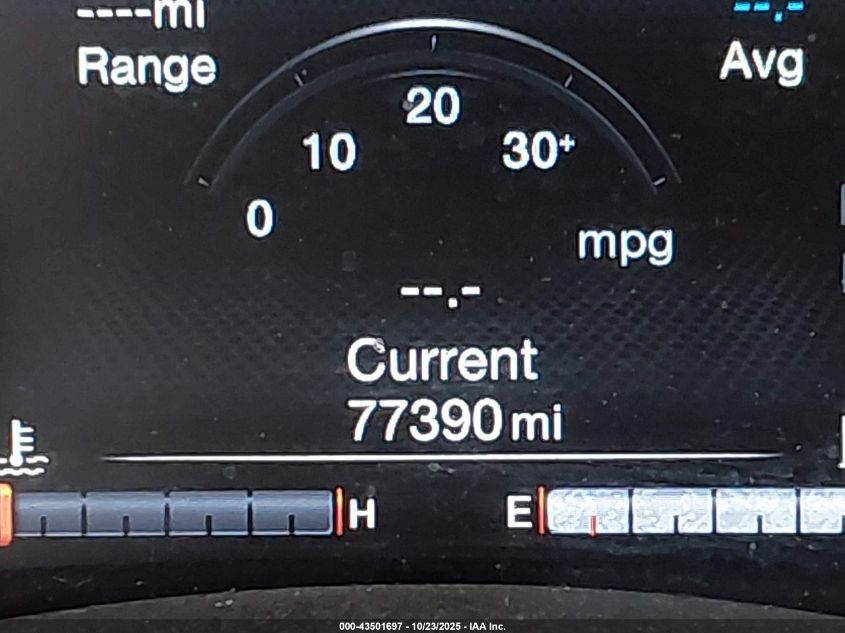 ----mi
--.-
Range
Avg
20
10
30+
0
mpg
--.-
Current
77390 mi
H
E
000-43501697 - 10/23/2025 - IAA Inc.